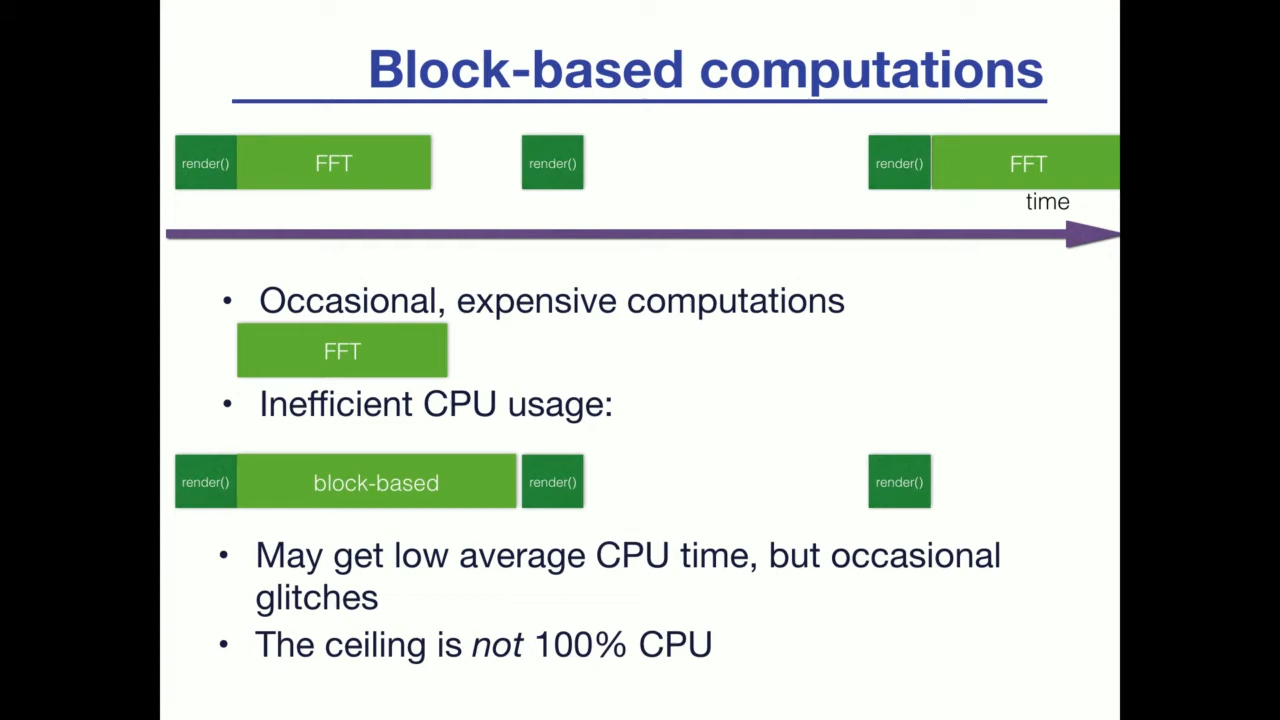 Block-based computations
render() FFT render() render() FFT
time
• Occasional, expensive computations
FFT
• Inefficient CPU usage:
render() block-based render() render()
• May get low average CPU time, but occasional
glitches
• The ceiling is not 100% CPU